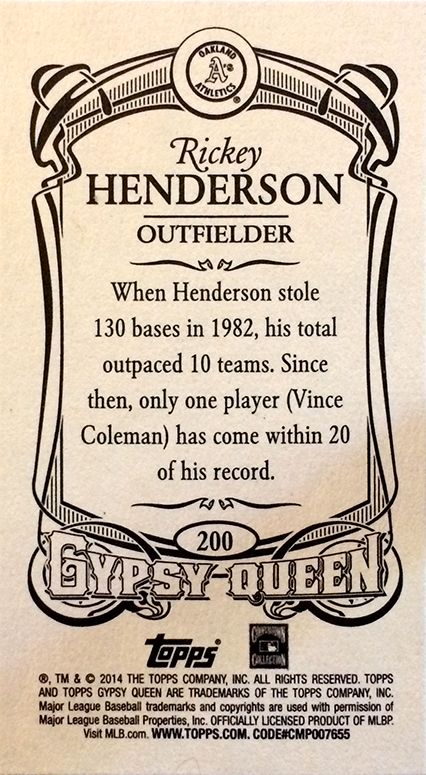 OAKLAND
A's
ATHLETICS
®
Rickey
HENDERSON
OUTFIELDER
When Henderson stole
130 bases in 1982, his total
outpaced 10 teams. Since
then, only one player (Vince
Coleman) has come within 20
of his record.
200
GYPSY QUEEN
topps®
COOPERSTOWN
COLLECTION
®, TM & © 2014 THE TOPPS COMPANY, INC. ALL RIGHTS RESERVED. TOPPS
AND TOPPS GYPSY QUEEN ARE TRADEMARKS OF THE TOPPS COMPANY, INC.
Major League Baseball trademarks and copyrights are used with permission of
Major League Baseball Properties, Inc. OFFICIALLY LICENSED PRODUCT OF MLBP.
Visit MLB.com. WWW.TOPPS.COM. CODE#CMP007655